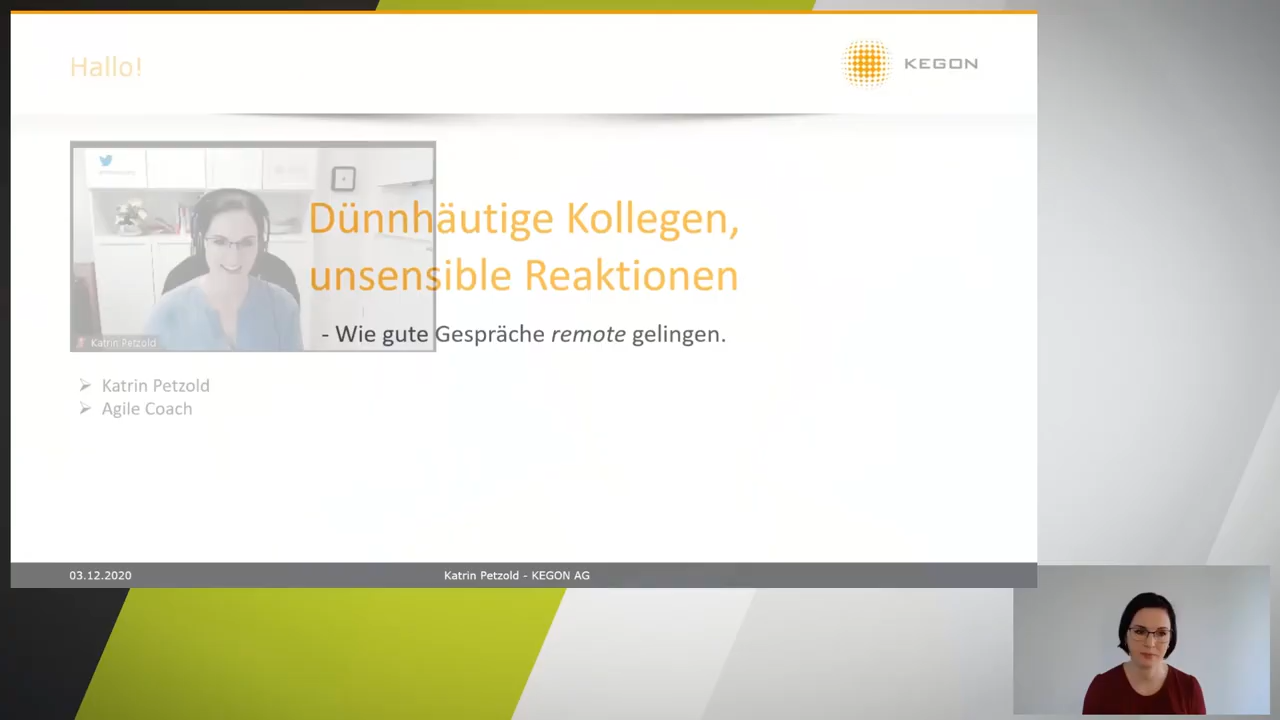 Hallo!
KEGON
Dünnhäutige Kollegen,
unsensible Reaktionen
- Wie gute Gespräche remote gelingen.
Katrin Petzold
Katrin Petzold
Agile Coach
03.12.2020
Katrin Petzold - KEGON AG